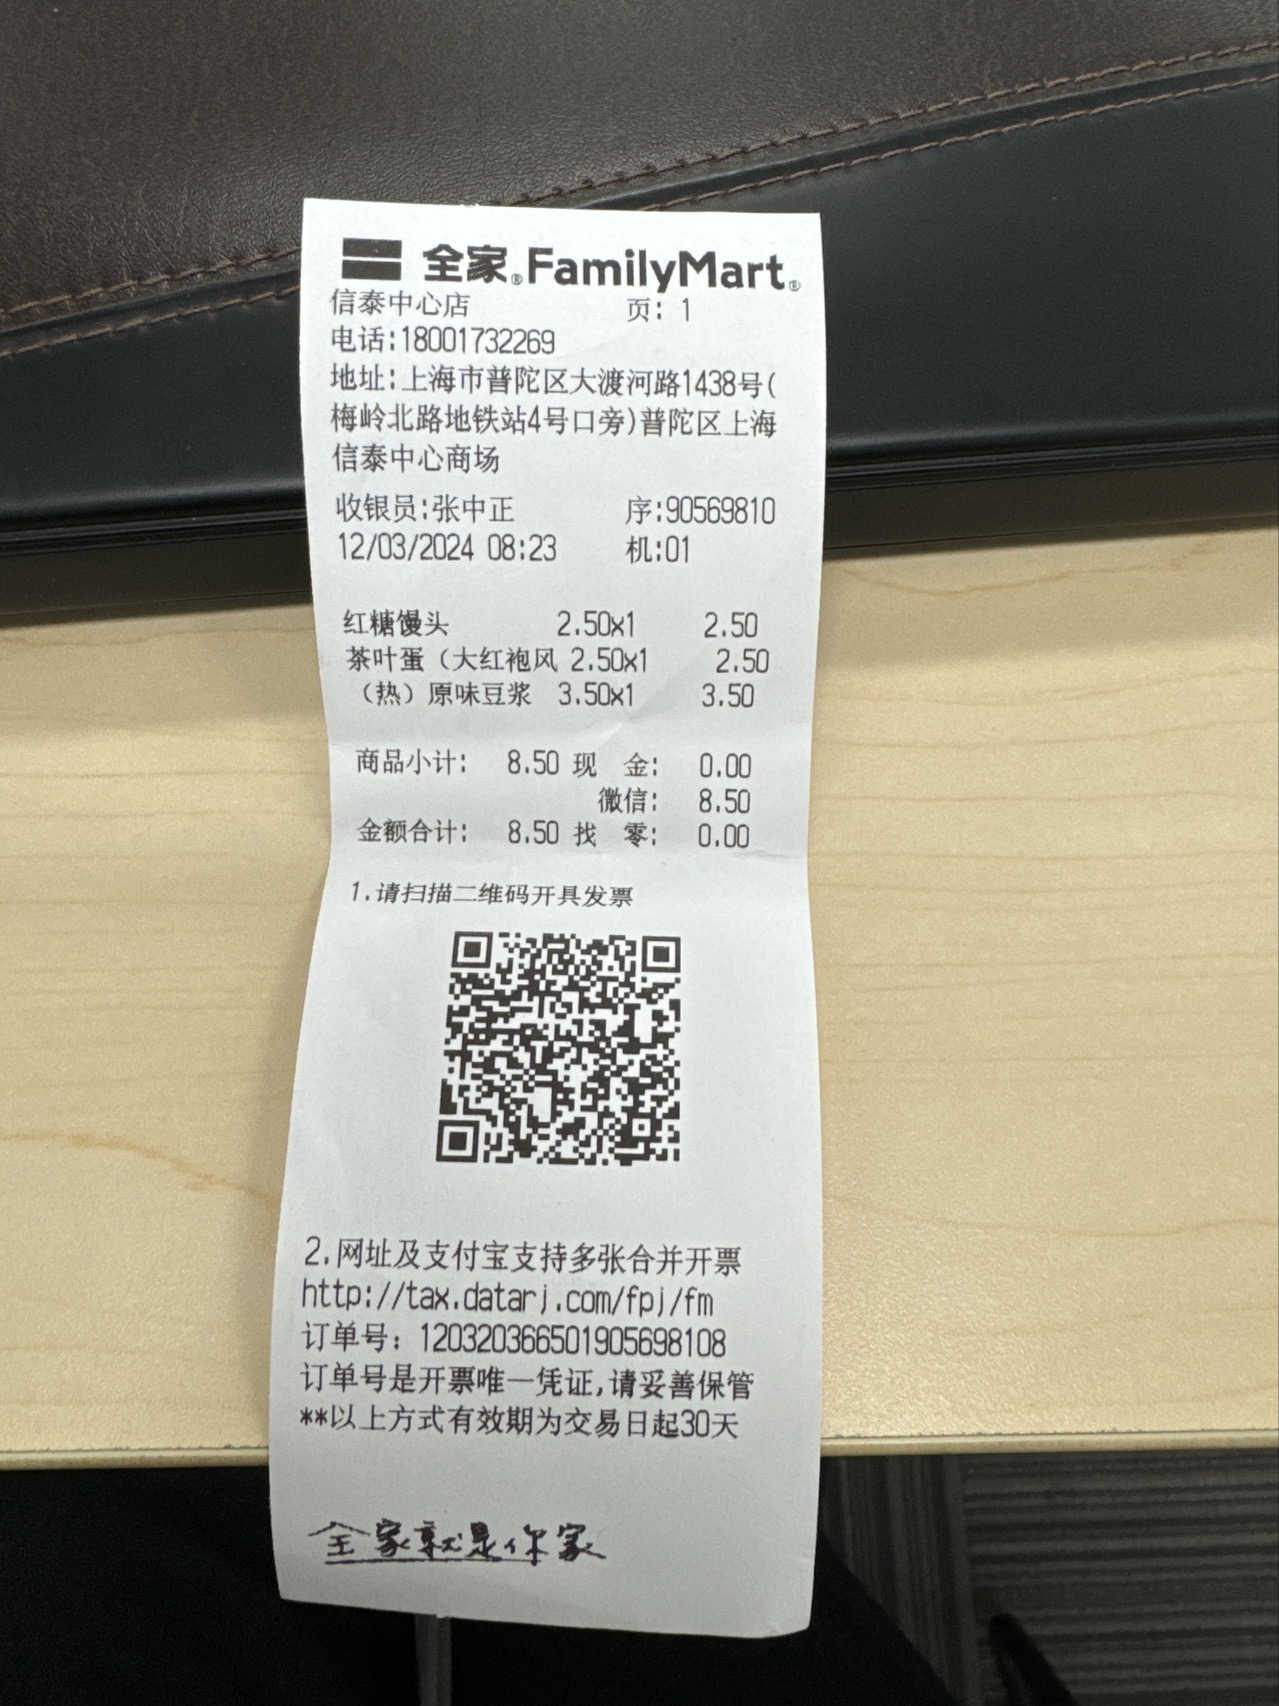 全家® FamilyMart®
信泰中心店 页: 1
电话:18001732269
地址:上海市普陀区大渡河路1438号(
梅岭北路地铁站4号口旁)普陀区上海
信泰中心商场
收银员:张中正 序:90569810
12/03/2024 08:23 机:01
红糖馒头 2.50x1 2.50
茶叶蛋（大红袍风 2.50x1 2.50
（热）原味豆浆 3.50x1 3.50
商品小计: 8.50 现 金: 0.00
微信: 8.50
金额合计: 8.50 找 零: 0.00
1.请扫描二维码开具发票
2.网址及支付宝支持多张合并开票
http://tax.datarj.com/fpj/fm
订单号: 120320366501905698108
订单号是开票唯一凭证,请妥善保管
**以上方式有效期为交易日起30天
全家就是你家